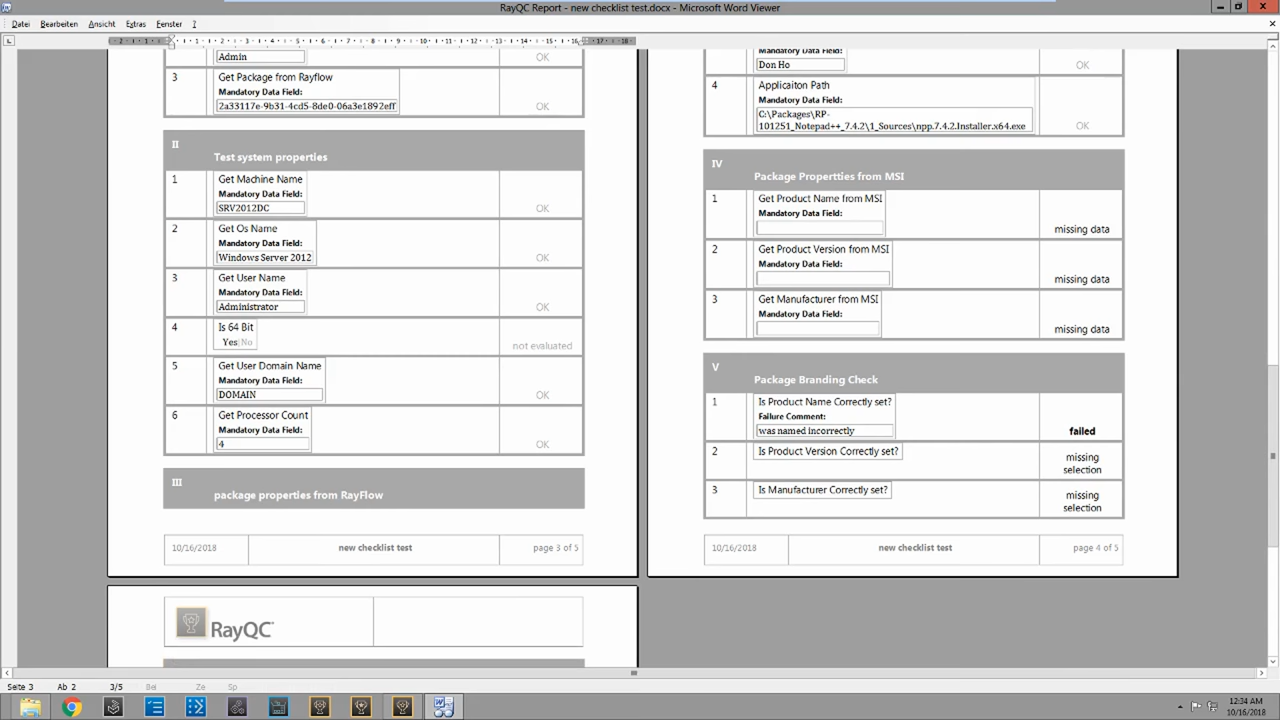 RayQC Report - new checklist test.docx - Microsoft Word Viewer
Datei Bearbeiten Ansicht Extras Fenster ?
Admin
OK
3 Get Package from Rayflow
Mandatory Data Field:
2a33117e-9b31-4cd5-8de0-06a3e1892eff
OK
II
Test system properties
1 Get Machine Name
Mandatory Data Field:
SRV2012DC
OK
2 Get Os Name
Mandatory Data Field:
Windows Server 2012
OK
3 Get User Name
Mandatory Data Field:
Administrator
OK
4 Is 64 Bit
Yes No
not evaluated
5 Get User Domain Name
Mandatory Data Field:
DOMAIN
OK
6 Get Processor Count
Mandatory Data Field:
4
OK
III
package properties from RayFlow
10/16/2018 new checklist test page 3 of 5
Mandatory Data Field:
Don Ho
OK
4 Applicaiton Path
Mandatory Data Field:
C:\Packages\RP-
101251_Notepad++_7.4.2\1_Sources\npp.7.4.2.Installer.x64.exe
OK
IV
Package Propertties from MSI
1 Get Product Name from MSI
Mandatory Data Field:
missing data
2 Get Product Version from MSI
Mandatory Data Field:
missing data
3 Get Manufacturer from MSI
Mandatory Data Field:
missing data
V
Package Branding Check
1 Is Product Name Correctly set?
Failure Comment:
was named incorrectly
failed
2 Is Product Version Correctly set?
missing
selection
3 Is Manufacturer Correctly set?
missing
selection
10/16/2018 new checklist test page 4 of 5
RayQC
Seite 3 Ab 2 3/5 Bei Ze Sp
12:34 AM
10/16/2018